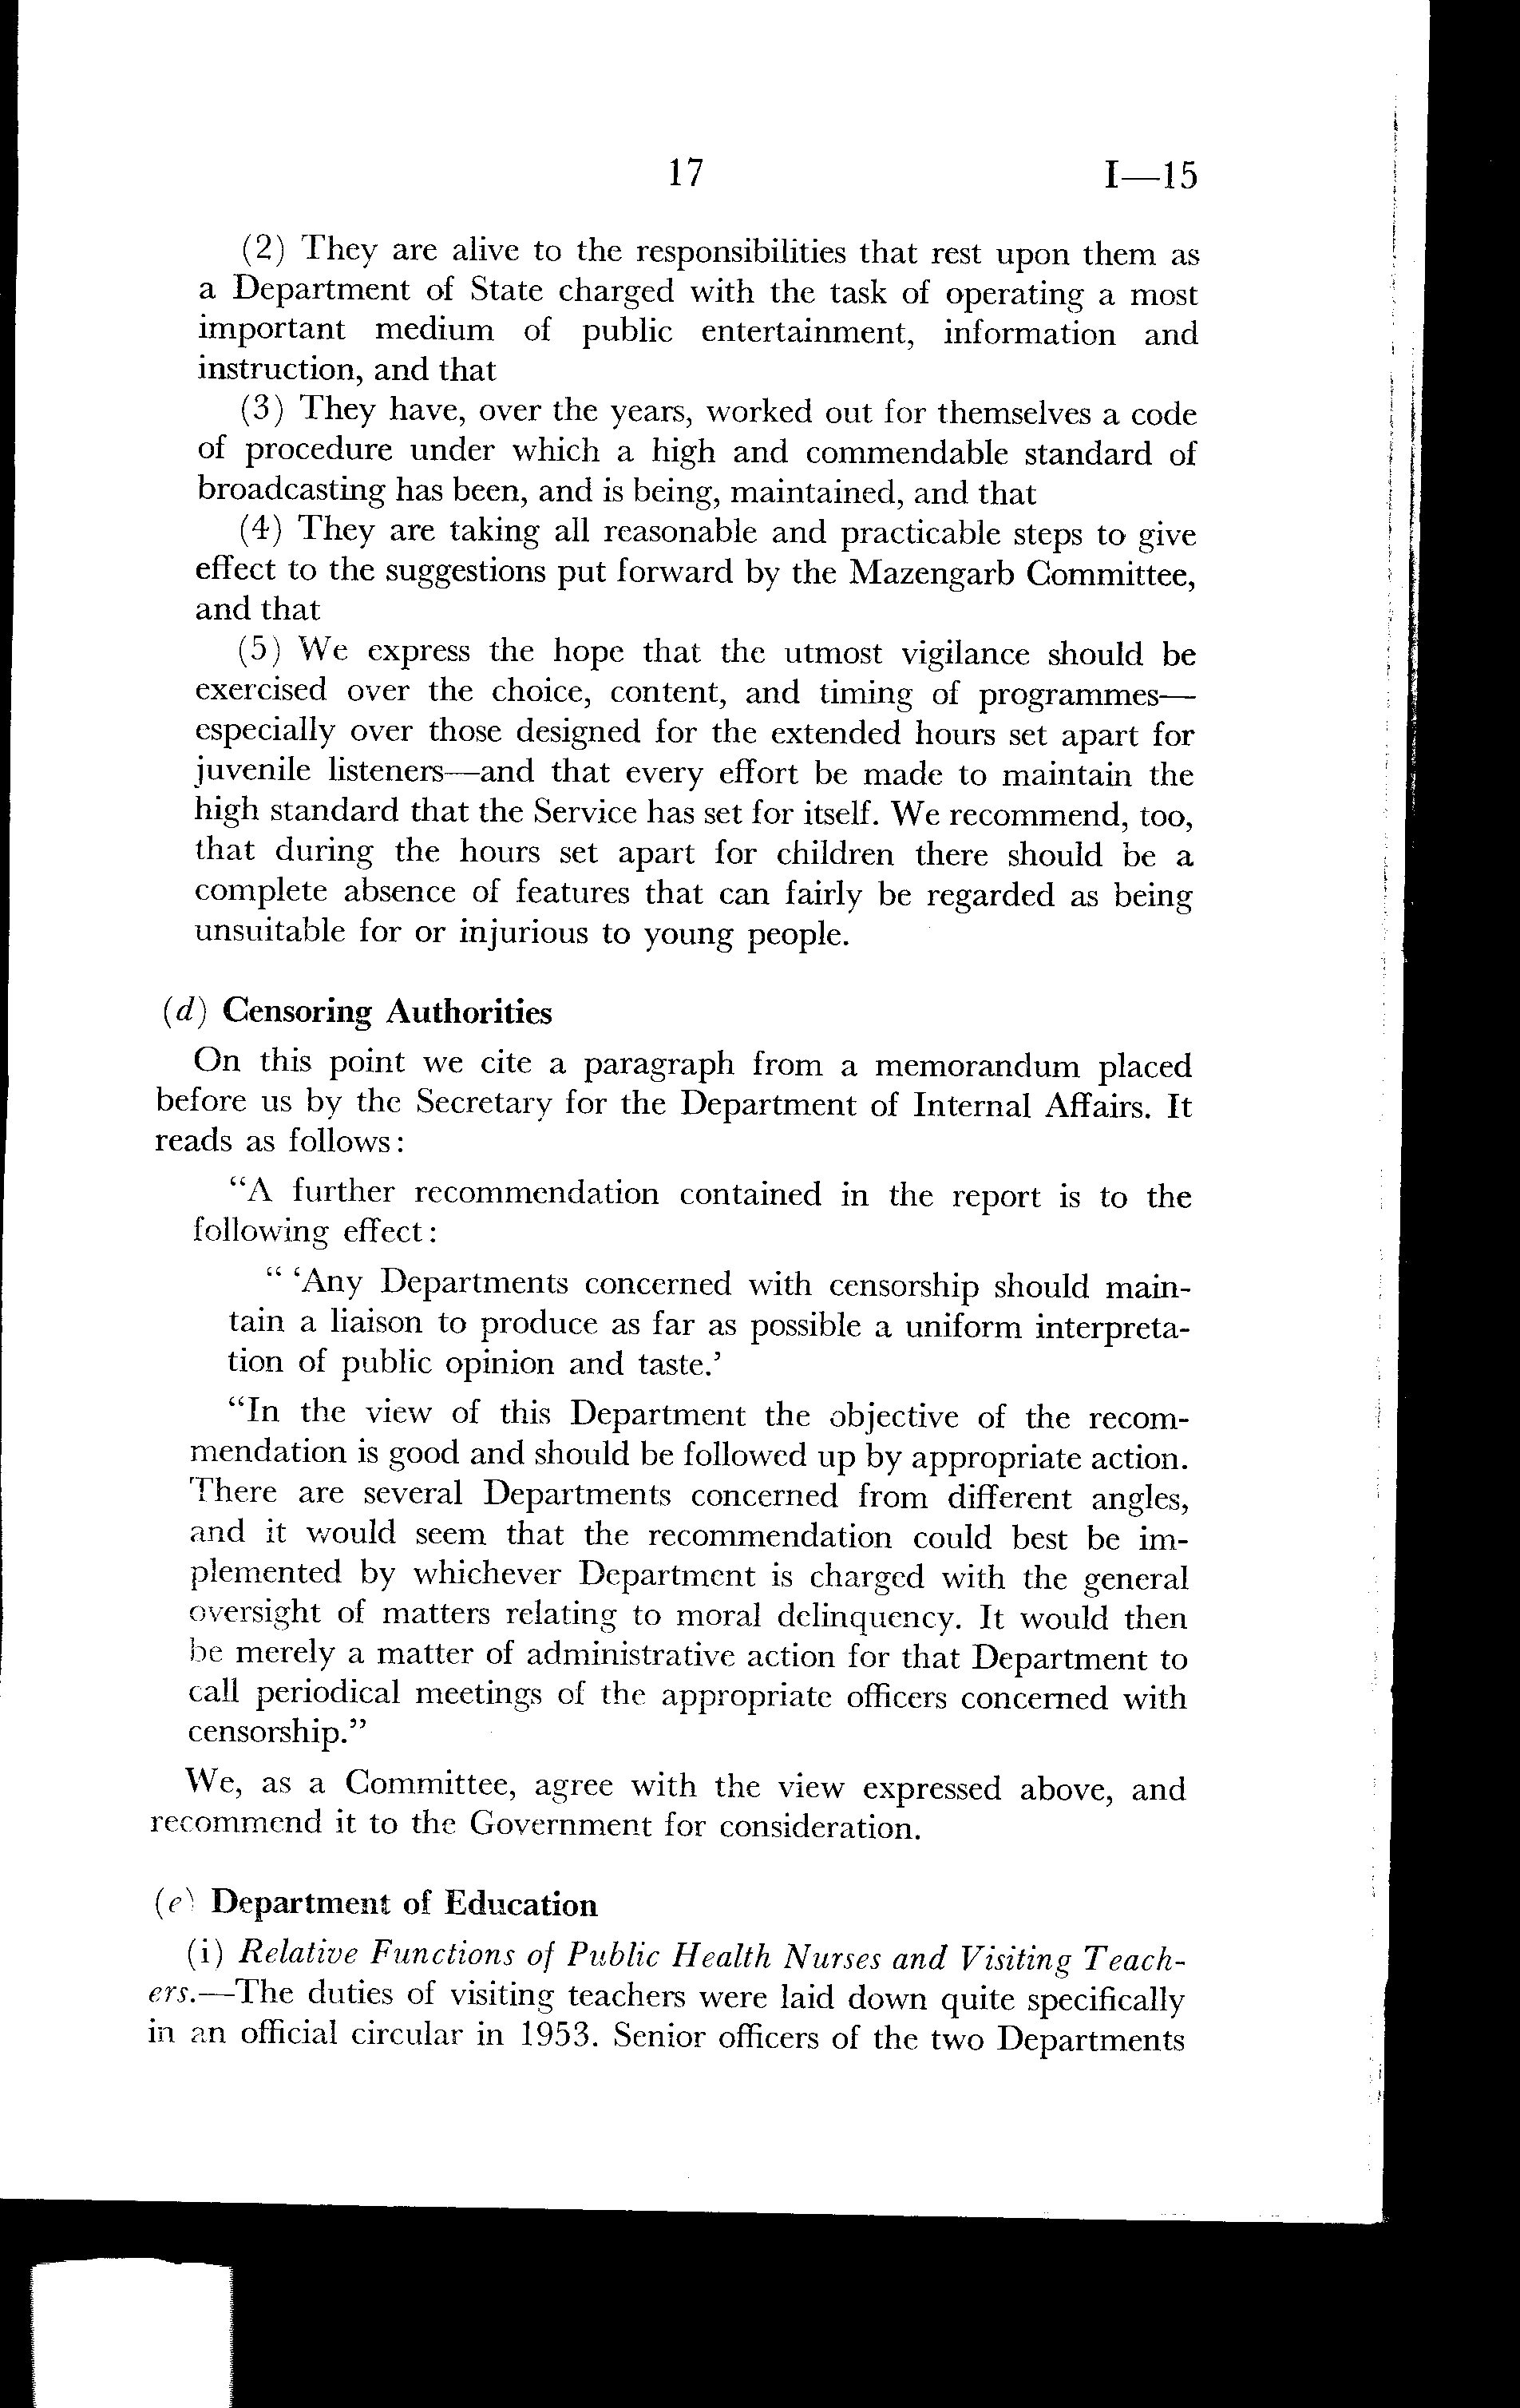 17 I—15
(2) They are alive to the responsibilities that rest upon them as
a Department of State charged with the task of operating a most
important medium of public entertainment, information and
instruction, and that
(3) They have, over the years, worked out for themselves a code
of procedure under which a high and commendable standard of
broadcasting has been, and is being, maintained, and that
(4) They are taking all reasonable and practicable steps to give
effect to the suggestions put forward by the Mazengarb Committee,
and that
(5) We express the hope that the utmost vigilance should be
exercised over the choice, content, and timing of programmes—
especially over those designed for the extended hours set apart for
juvenile listeners—and that every effort be made to maintain the
high standard that the Service has set for itself. We recommend, too,
that during the hours set apart for children there should be a
complete absence of features that can fairly be regarded as being
unsuitable for or injurious to young people.
(d) Censoring Authorities
On this point we cite a paragraph from a memorandum placed
before us by the Secretary for the Department of Internal Affairs. It
reads as follows:
“A further recommendation contained in the report is to the
following effect:
“ ‘Any Departments concerned with censorship should main-
tain a liaison to produce as far as possible a uniform interpreta-
tion of public opinion and taste.’
“In the view of this Department the objective of the recom-
mendation is good and should be followed up by appropriate action.
There are several Departments concerned from different angles,
and it would seem that the recommendation could best be im-
plemented by whichever Department is charged with the general
oversight of matters relating to moral delinquency. It would then
be merely a matter of administrative action for that Department to
call periodical meetings of the appropriate officers concerned with
censorship.”
We, as a Committee, agree with the view expressed above, and
recommend it to the Government for consideration.
(e) Department of Education
(i) Relative Functions of Public Health Nurses and Visiting Teach-
ers.—The duties of visiting teachers were laid down quite specifically
in an official circular in 1953. Senior officers of the two Departments